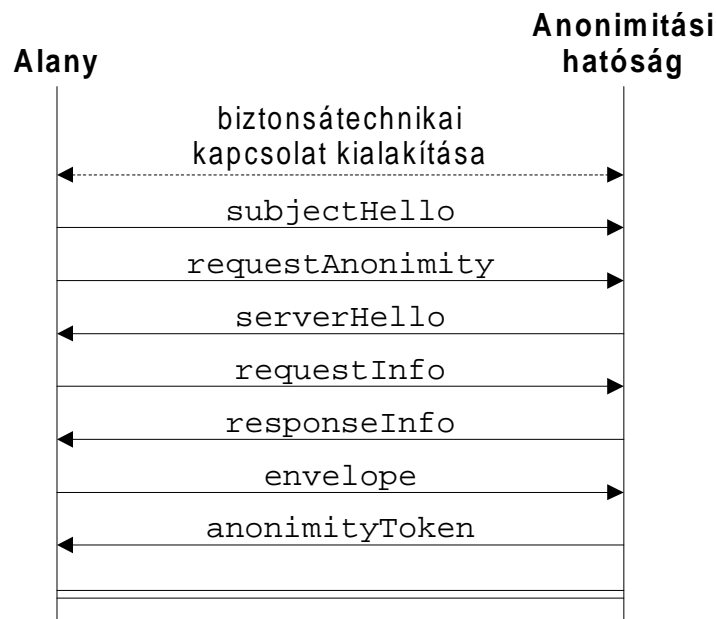 Alany
Anonimitási
hatóság
biztonsátechnikai
kapcsolat kialakítása
subjectHello
requestAnonimity
serverHello
requestInfo
responseInfo
envelope
anonimityToken